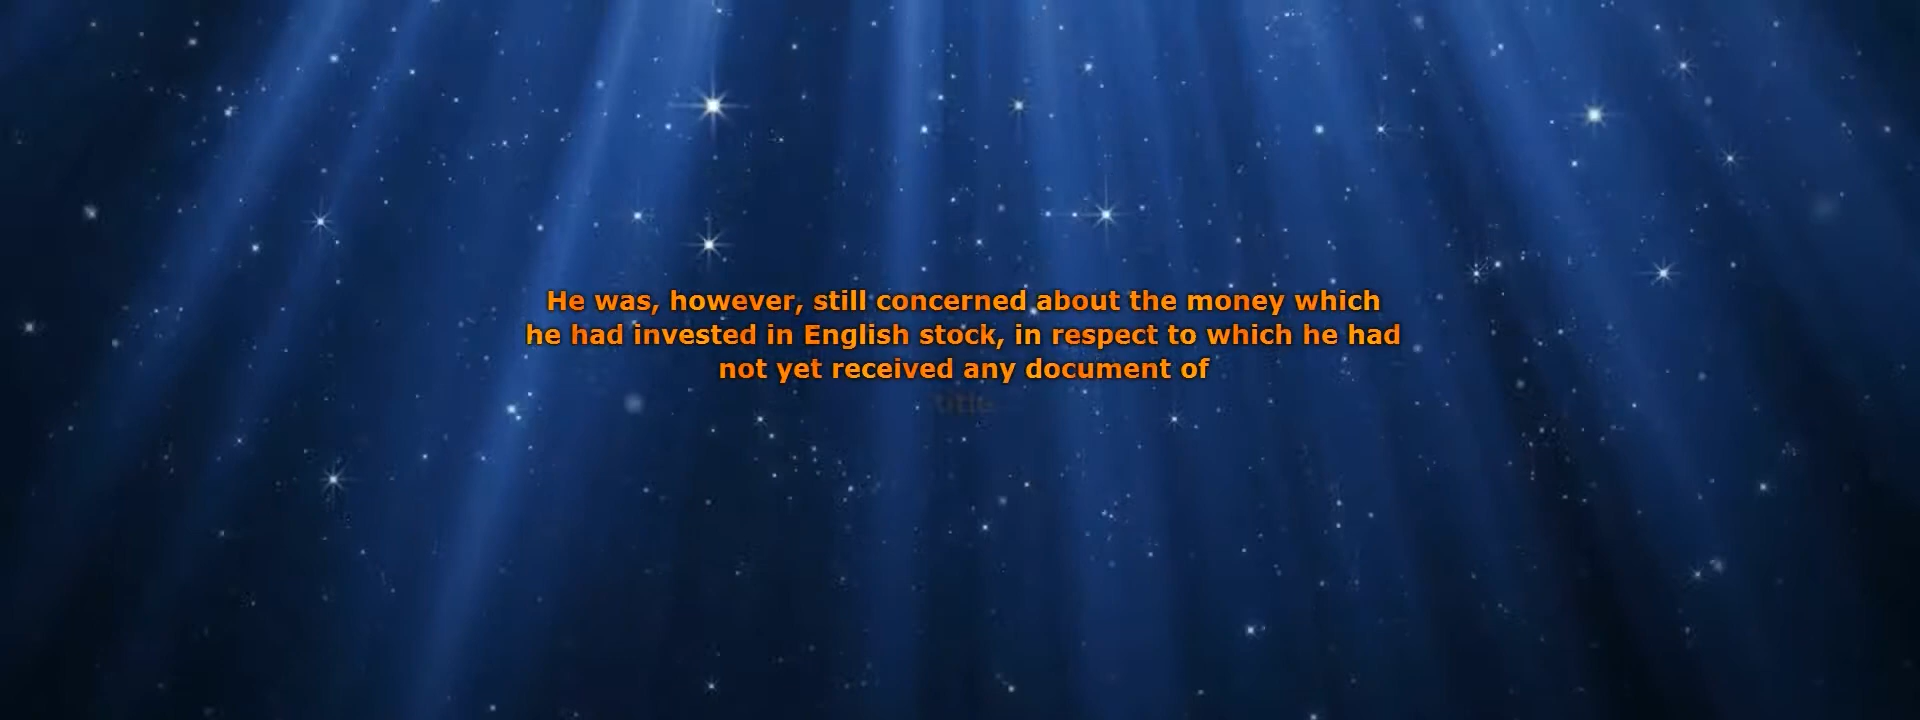 He was, however, still concerned about the money which
he had invested in English stock, in respect to which he had
not yet received any document of
title.